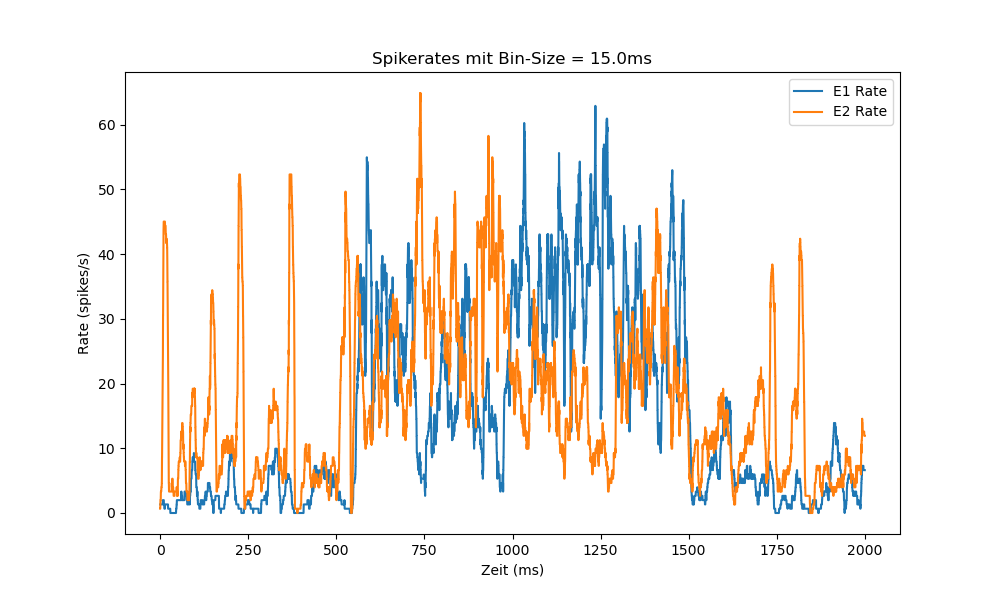 Spikerates mit Bin-Size = 15.0ms
E1 Rate
E2 Rate
Rate (spikes/s)
60
50
40
30
20
10
0
0 250 500 750 1000 1250 1500 1750 2000
Zeit (ms)